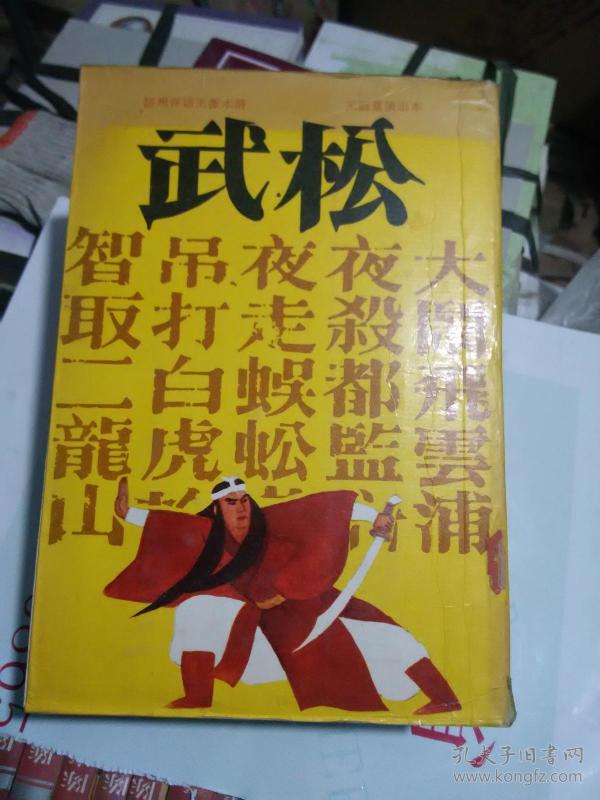 武松
大鬧飛雲浦
夜殺都監
夜走蜈蚣
吊打白虎
智取二龍山
孔夫子旧书网
www.kongfz.com